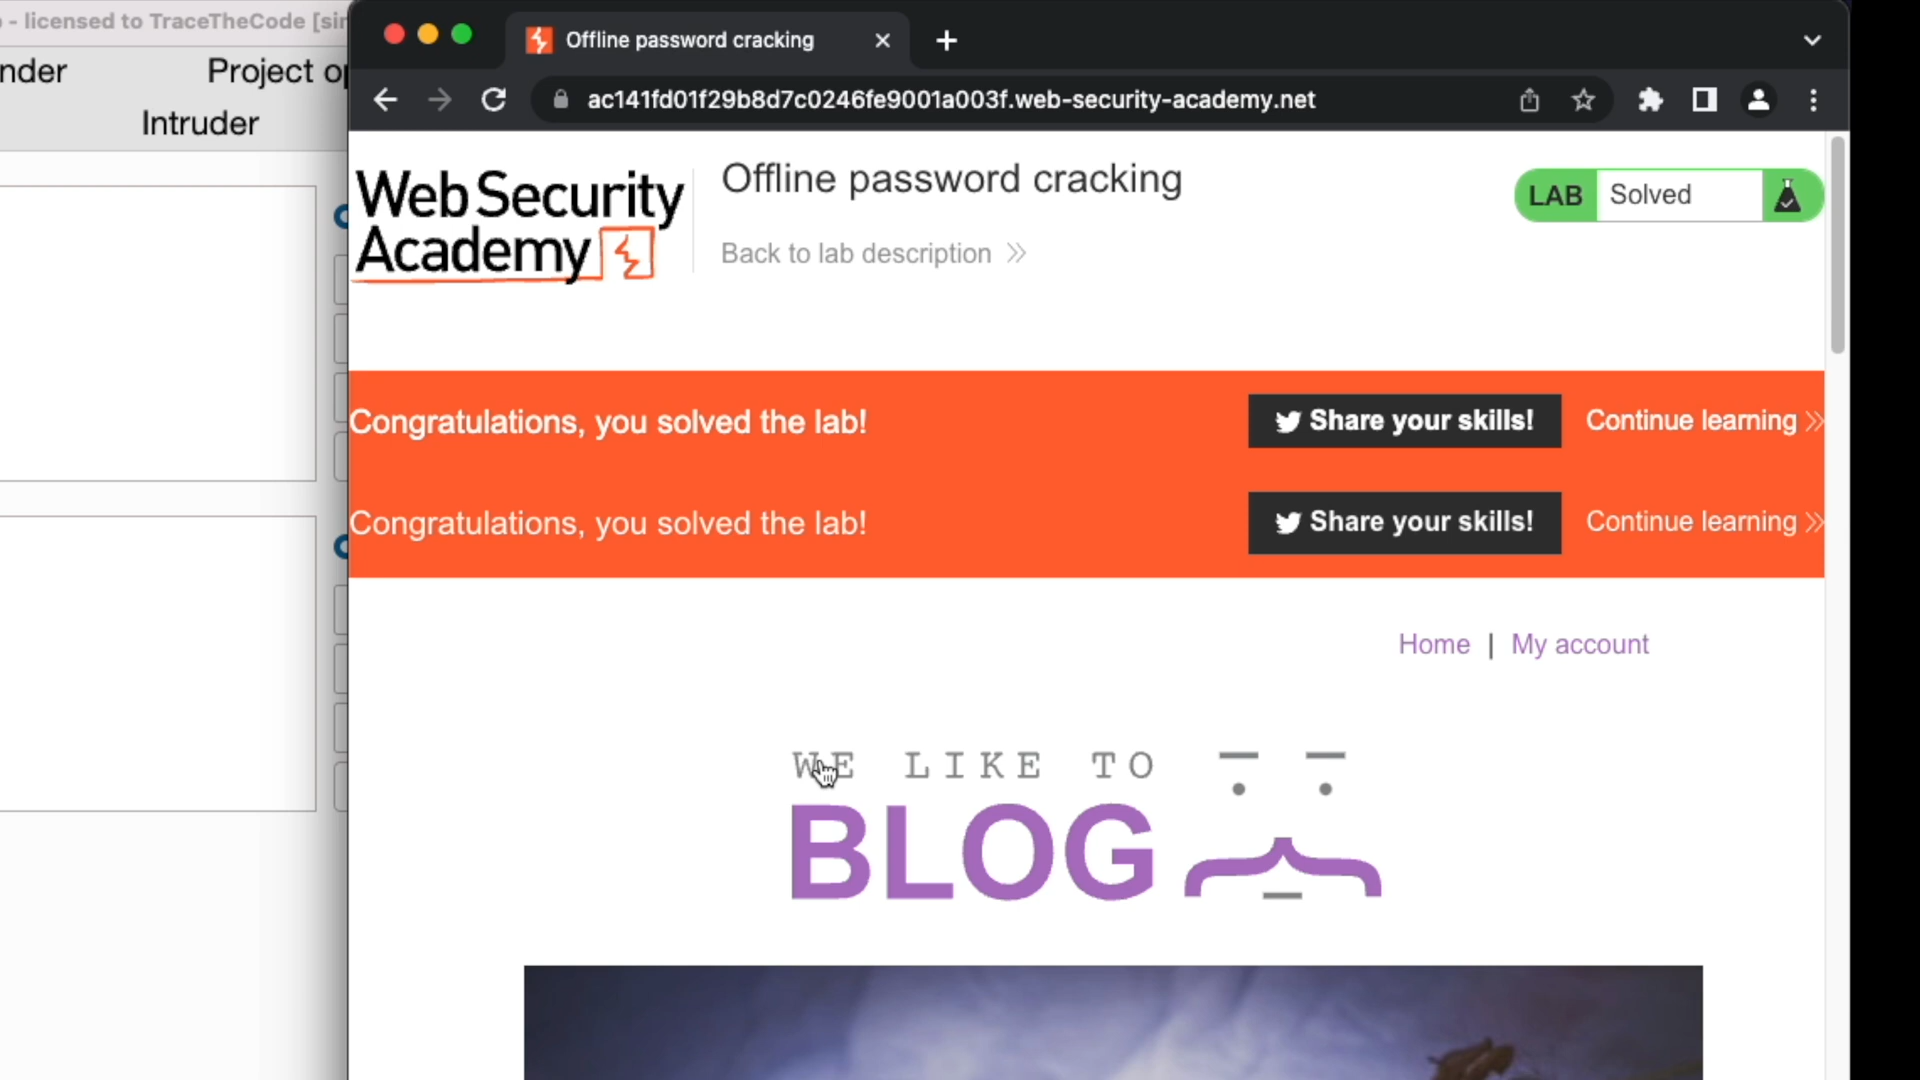 - licensed to TraceTheCode
nder
Project
Intruder
Offline password cracking
ac141fd01f29b8d7c0246fe9001a003f.web-security-academy.net
Web Security
Academy
Offline password cracking
Back to lab description
LAB Solved
Congratulations, you solved the lab!
Share your skills!
Continue learning
Congratulations, you solved the lab!
Share your skills!
Continue learning
Home | My account
WE LIKE TO
BLOG